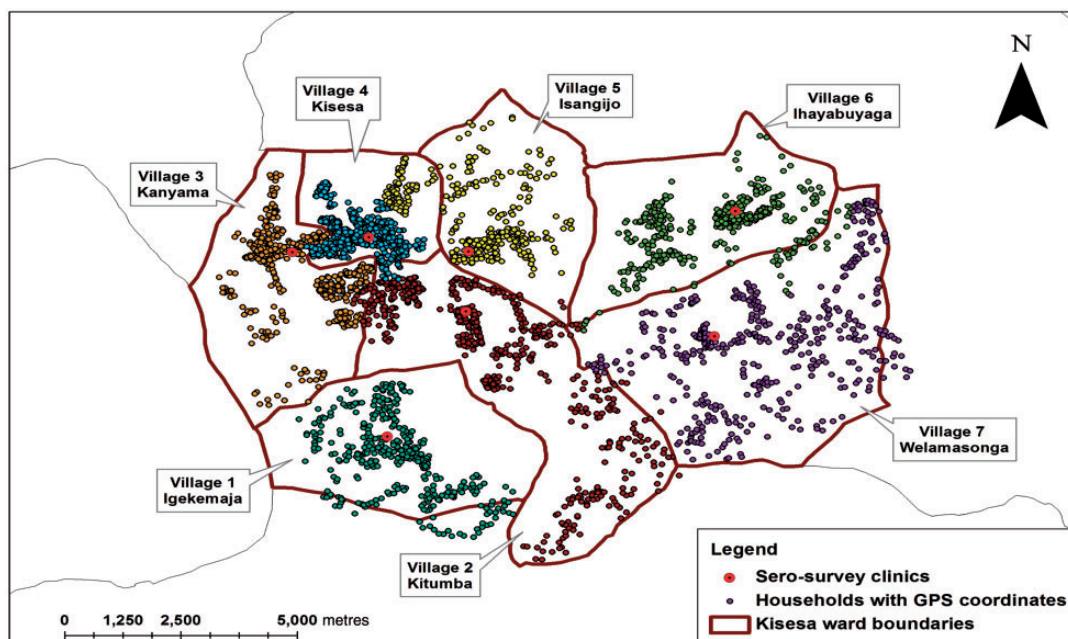 N
Village 4
Kisesa
Village 5
Isangijo
Village 6
Ihayabuyaga
Village 3
Kanyama
Village 7
Welamasonga
Village 1
Igekemaja
Village 2
Kitumba
Legend
Sero-survey clinics
Households with GPS coordinates
Kisesa ward boundaries
0 1,250 2,500 5,000 metres